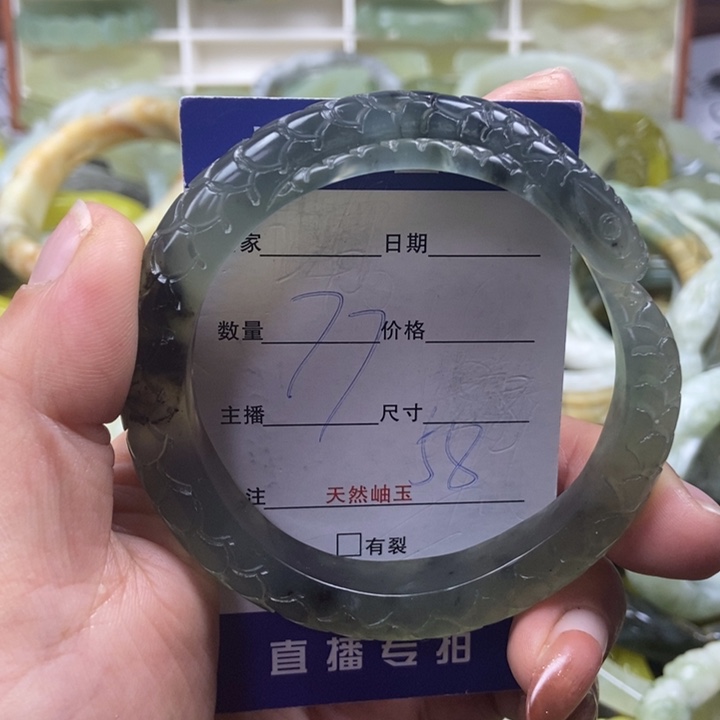 家 日期
数量 77 价格
主播 尺寸 58
注 天然岫玉
□有裂
直播专拍